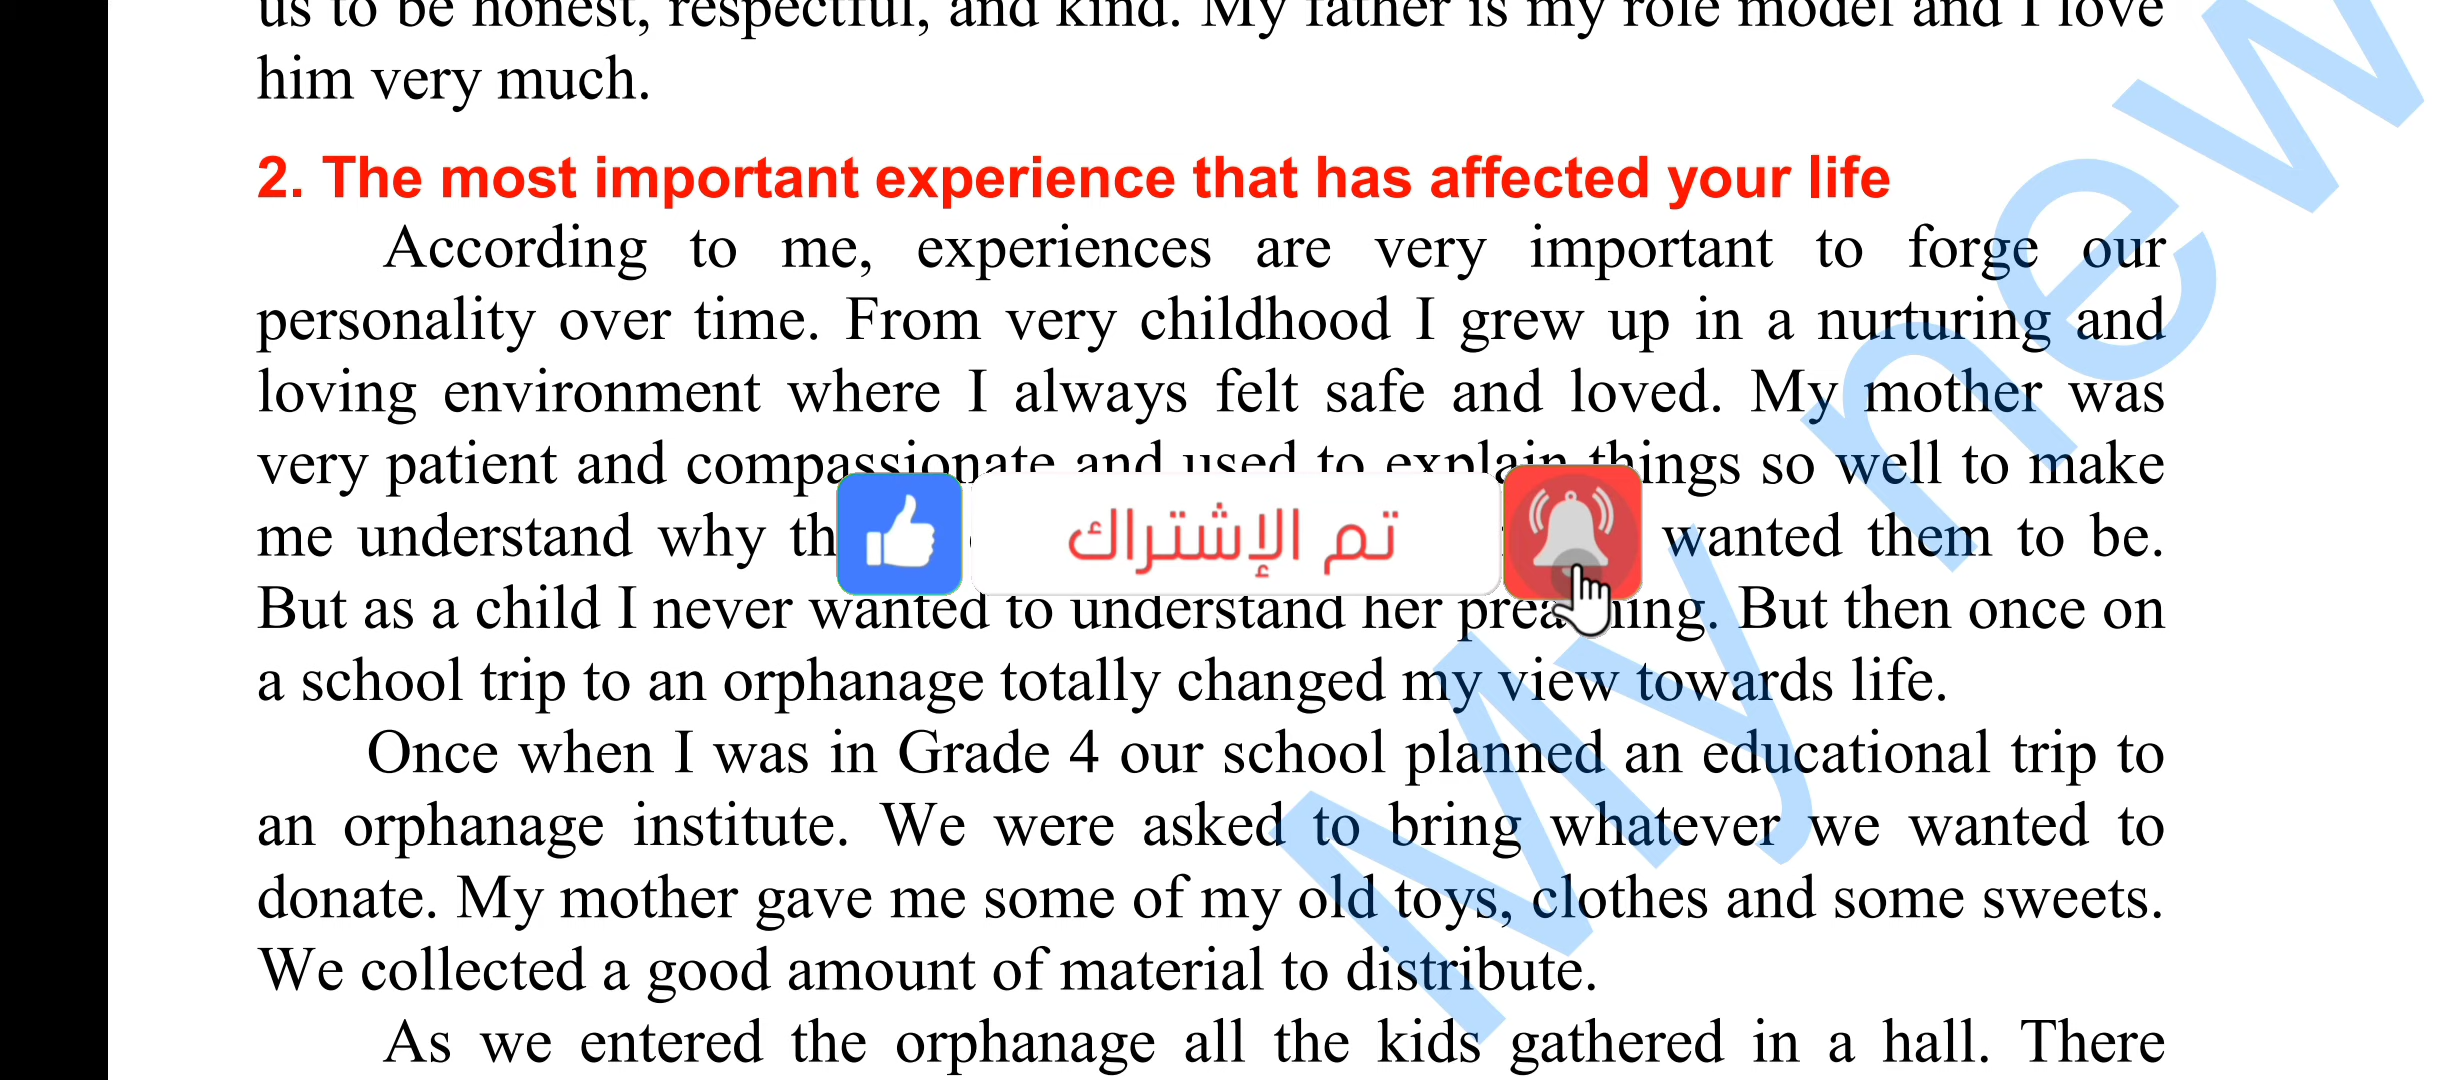 us to be honest, respectful, and kind. My father is my role model and I love
him very much.
2. The most important experience that has affected your life
According to me, experiences are very important to forge our
personality over time. From very childhood I grew up in a nurturing and
loving environment where I always felt safe and loved. My mother was
very patient and compassionate and used to explain things so well to make
me understand why wanted them to be.
تم الإشتراك
But as a child I never wanted to understand her preaching. But then once on
a school trip to an orphanage totally changed my view towards life.
Once when I was in Grade 4 our school planned an educational trip to
an orphanage institute. We were asked to bring whatever we wanted to
donate. My mother gave me some of my old toys, clothes and some sweets.
We collected a good amount of material to distribute.
As we entered the orphanage all the kids gathered in a hall. There
My new